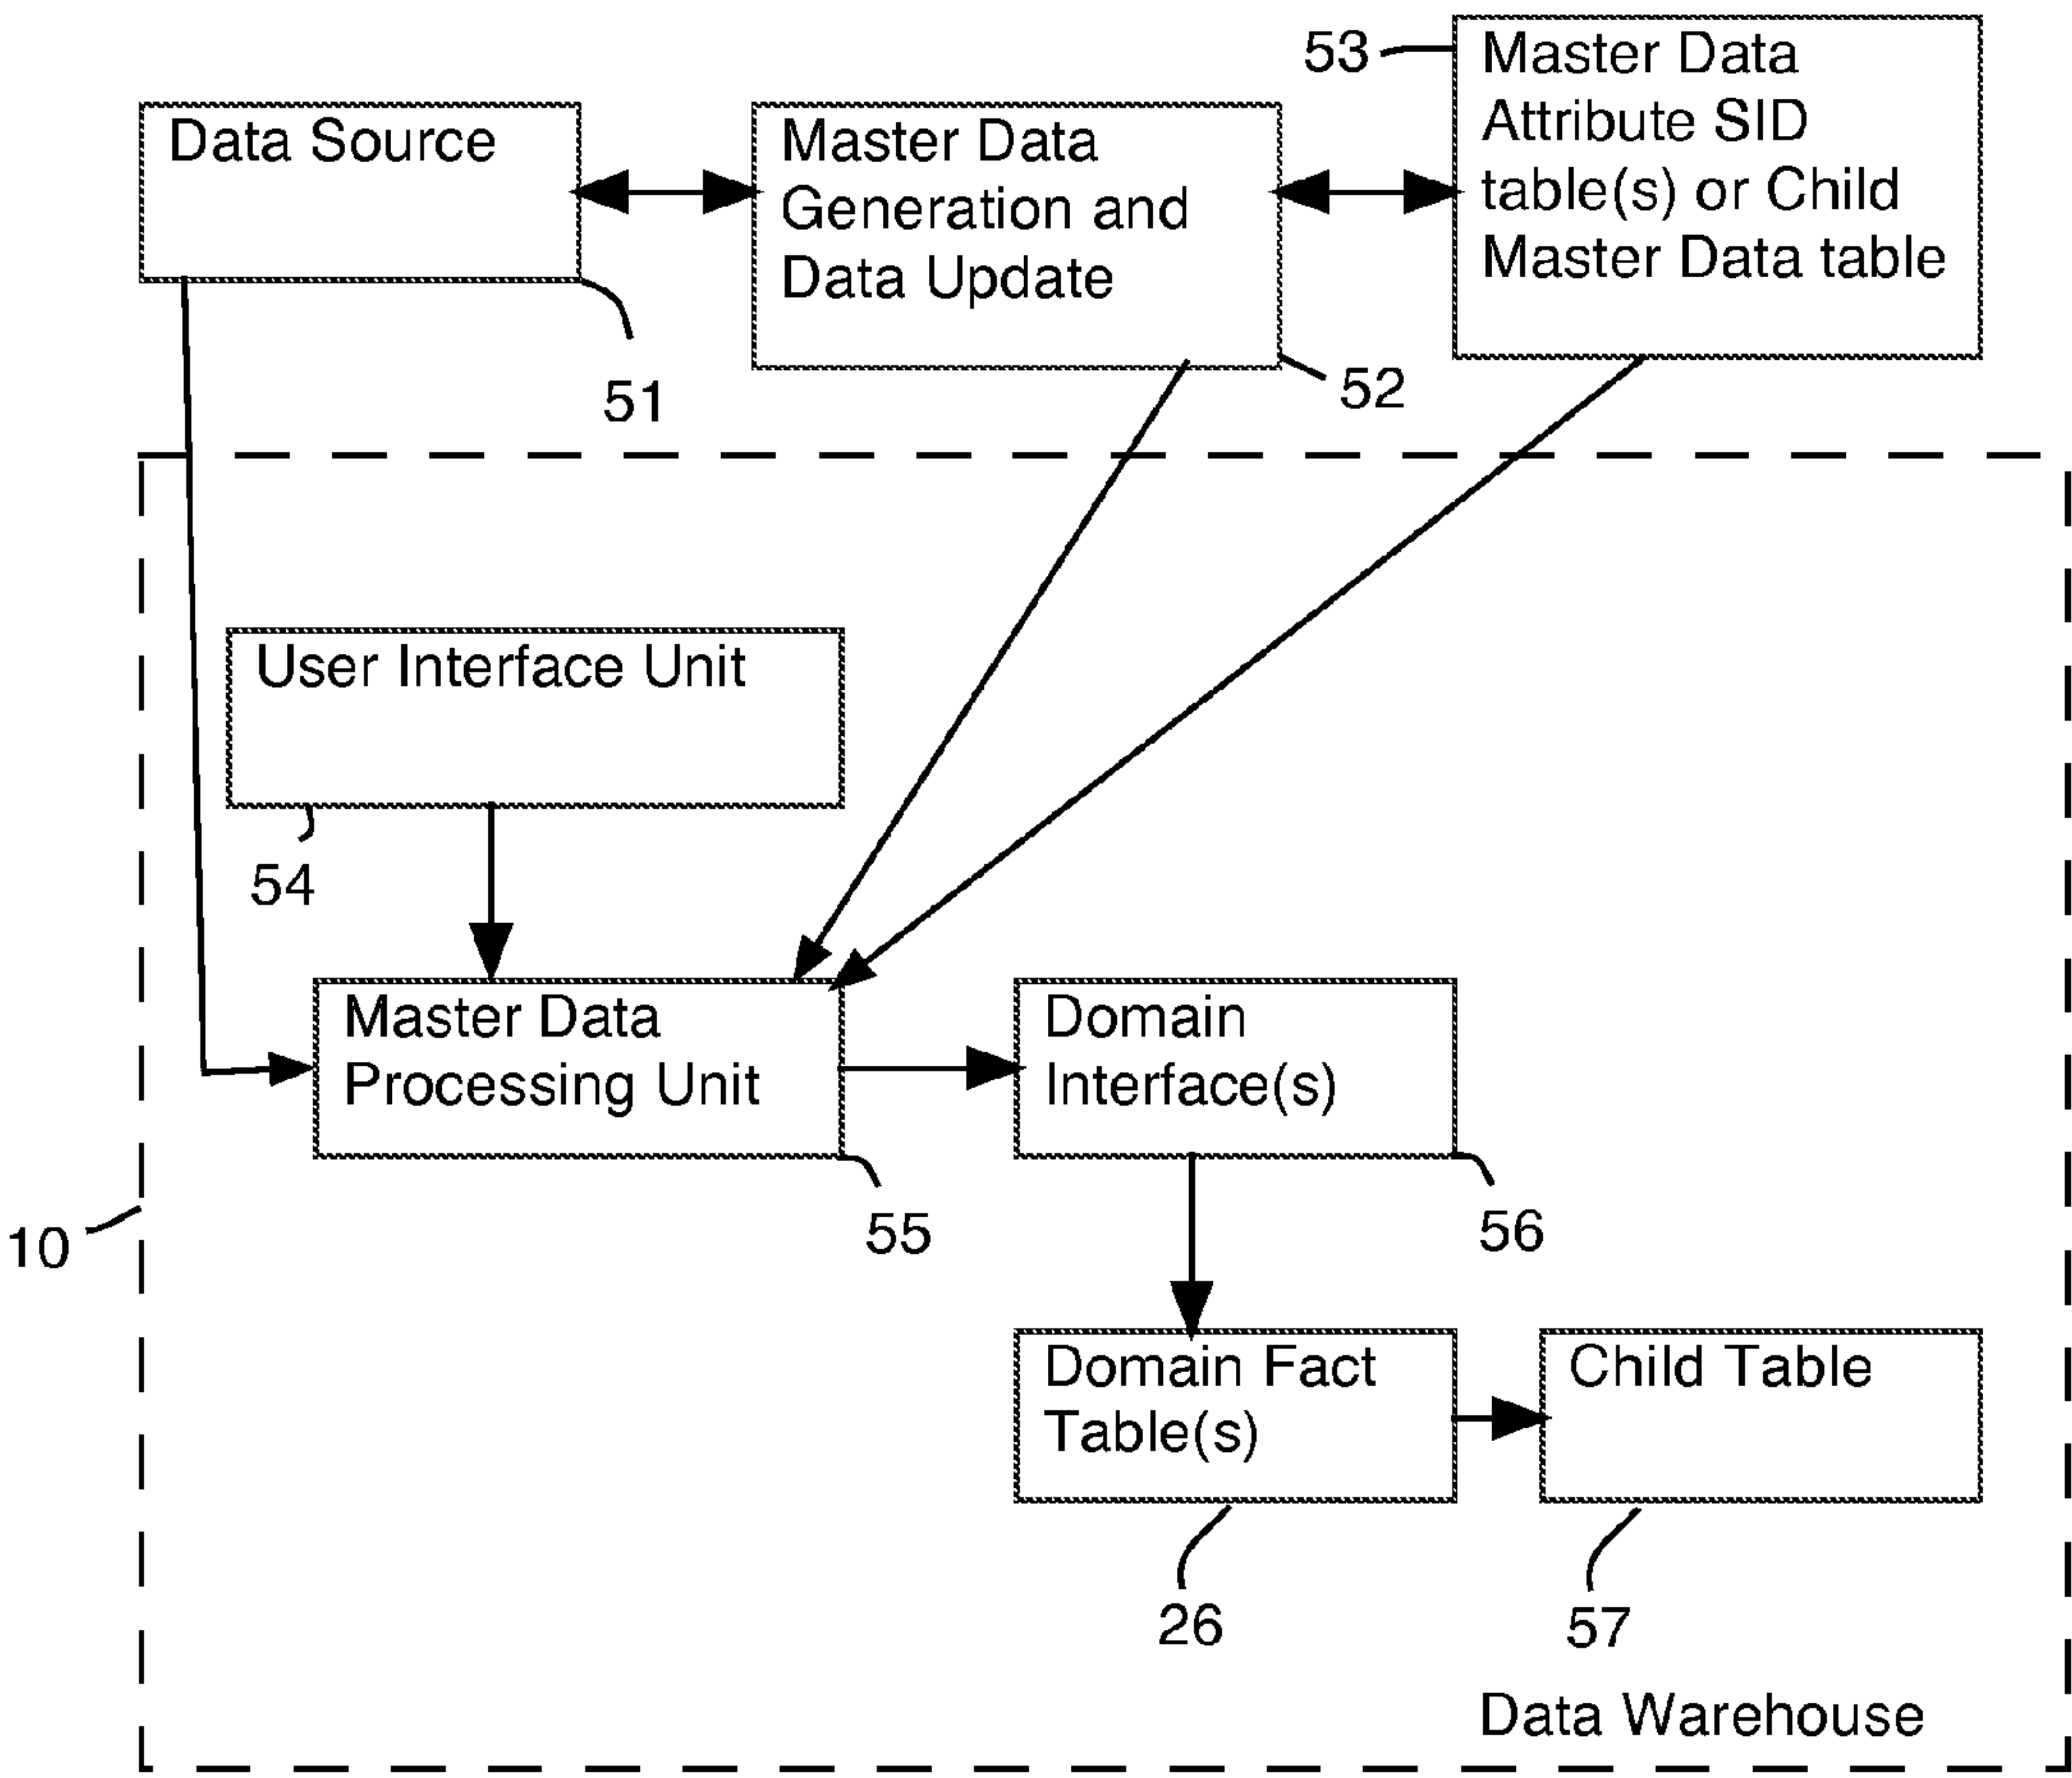 53
Master Data
Attribute SID
table(s) or Child
Master Data table
Data Source
Master Data
Generation and
Data Update
51
52
User Interface Unit
54
Master Data
Processing Unit
Domain
Interface(s)
10
55
56
Domain Fact
Table(s)
Child Table
26
57
Data Warehouse